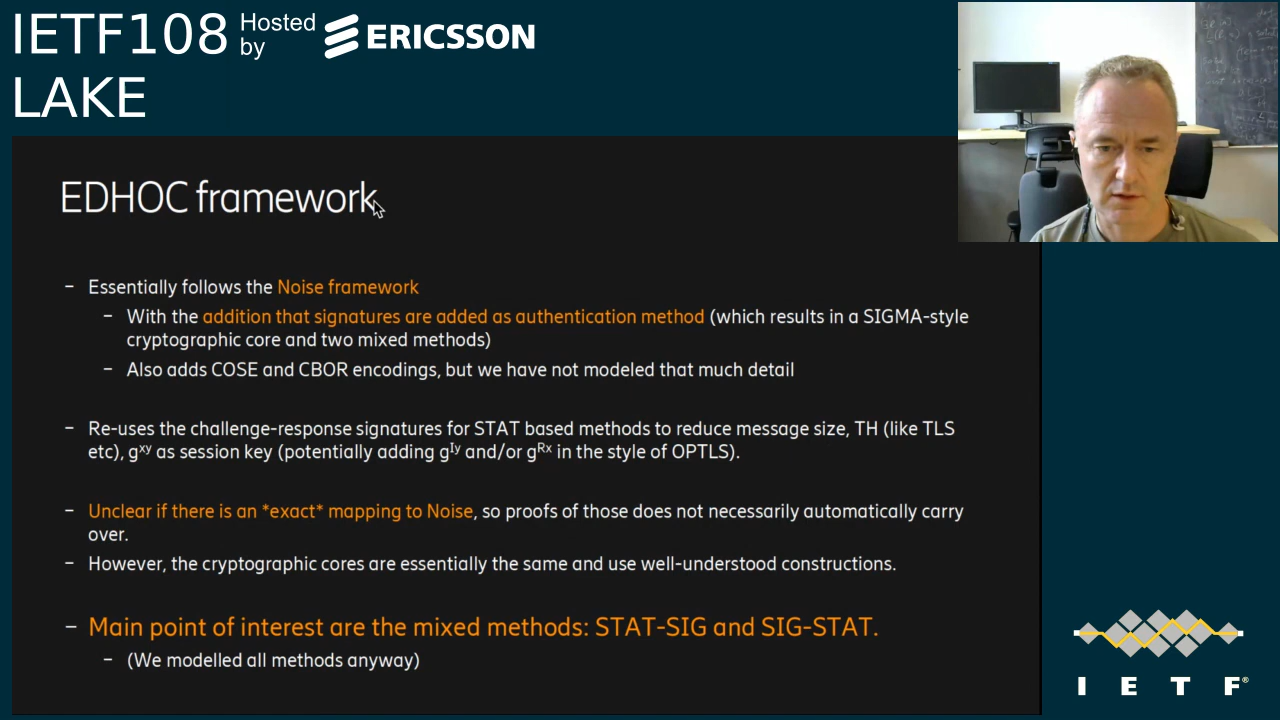 IETF108 Hosted by ERICSSON
LAKE
EDHOC framework
– Essentially follows the Noise framework
– With the addition that signatures are added as authentication method (which results in a SIGMA-style
cryptographic core and two mixed methods)
– Also adds COSE and CBOR encodings, but we have not modeled that much detail
– Re-uses the challenge-response signatures for STAT based methods to reduce message size, TH (like TLS
etc), gˣʸ as session key (potentially adding gᴵʸ and/or gᴿˣ in the style of OPTLS).
– Unclear if there is an *exact* mapping to Noise, so proofs of those does not necessarily automatically carry
over.
– However, the cryptographic cores are essentially the same and use well-understood constructions.
– Main point of interest are the mixed methods: STAT-SIG and SIG-STAT.
– (We modelled all methods anyway)
I E T F®